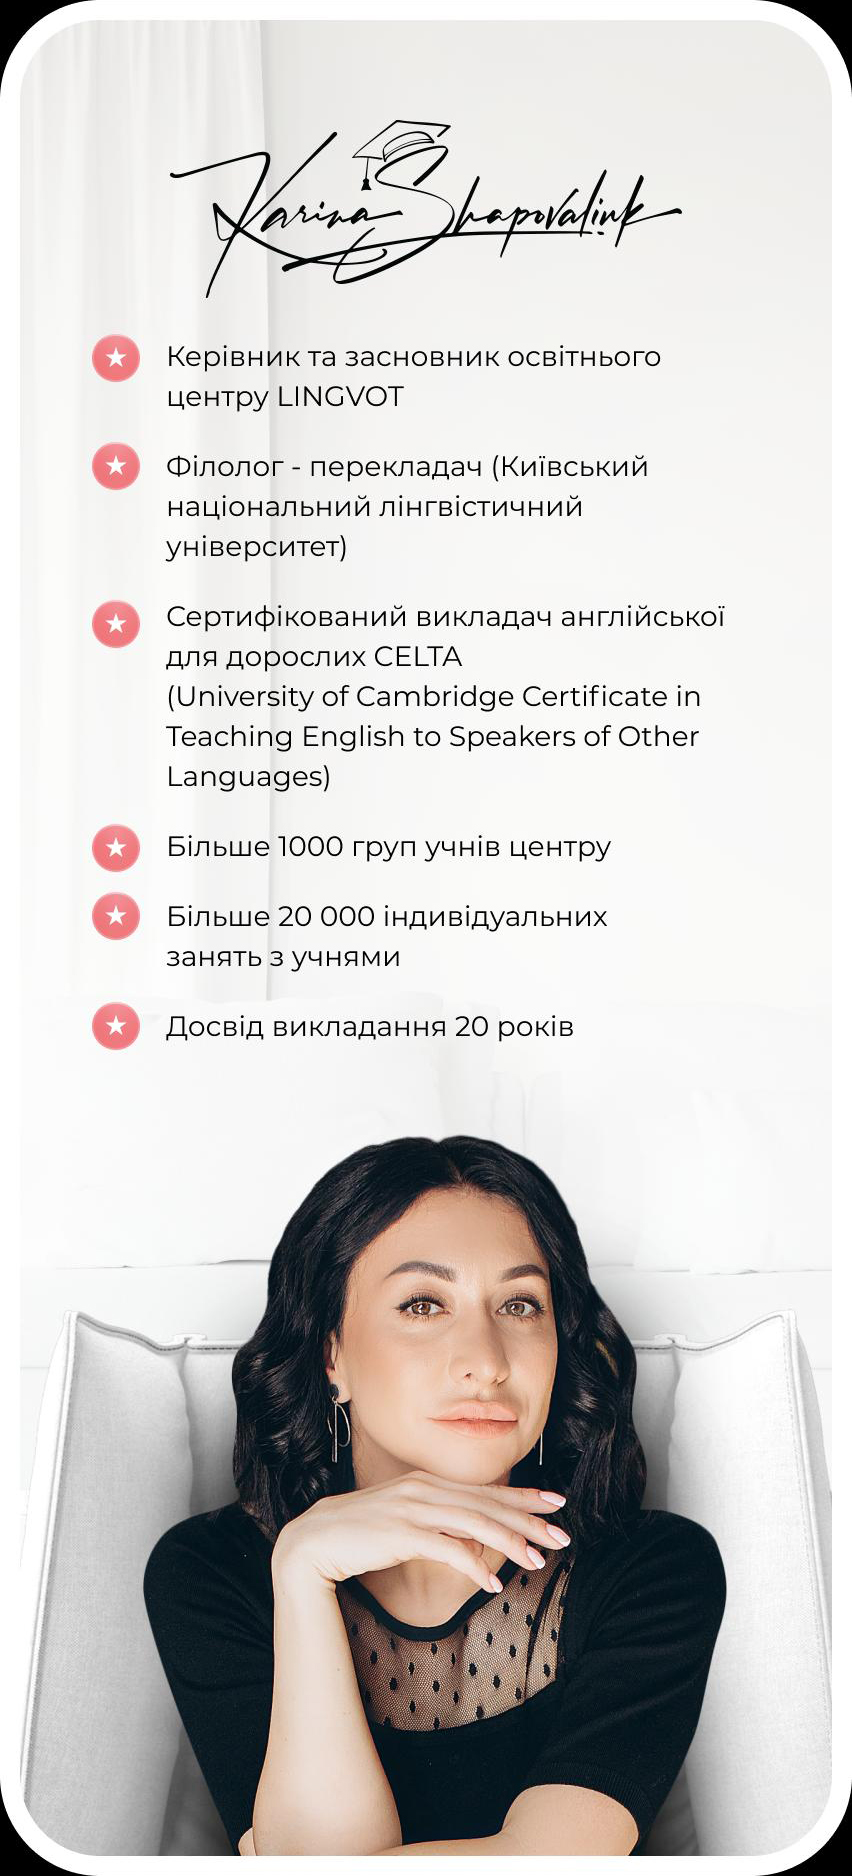 Karina Shapovalink
Керівник та засновник освітнього
центру LINGVOT
Філолог - перекладач (Київський
національний лінгвістичний
університет)
Сертифікований викладач англійської
для дорослих CELTA
(University of Cambridge Certificate in
Teaching English to Speakers of Other
Languages)
Більше 1000 груп учнів центру
Більше 20 000 індивідуальних
занять з учнями
Досвід викладання 20 років